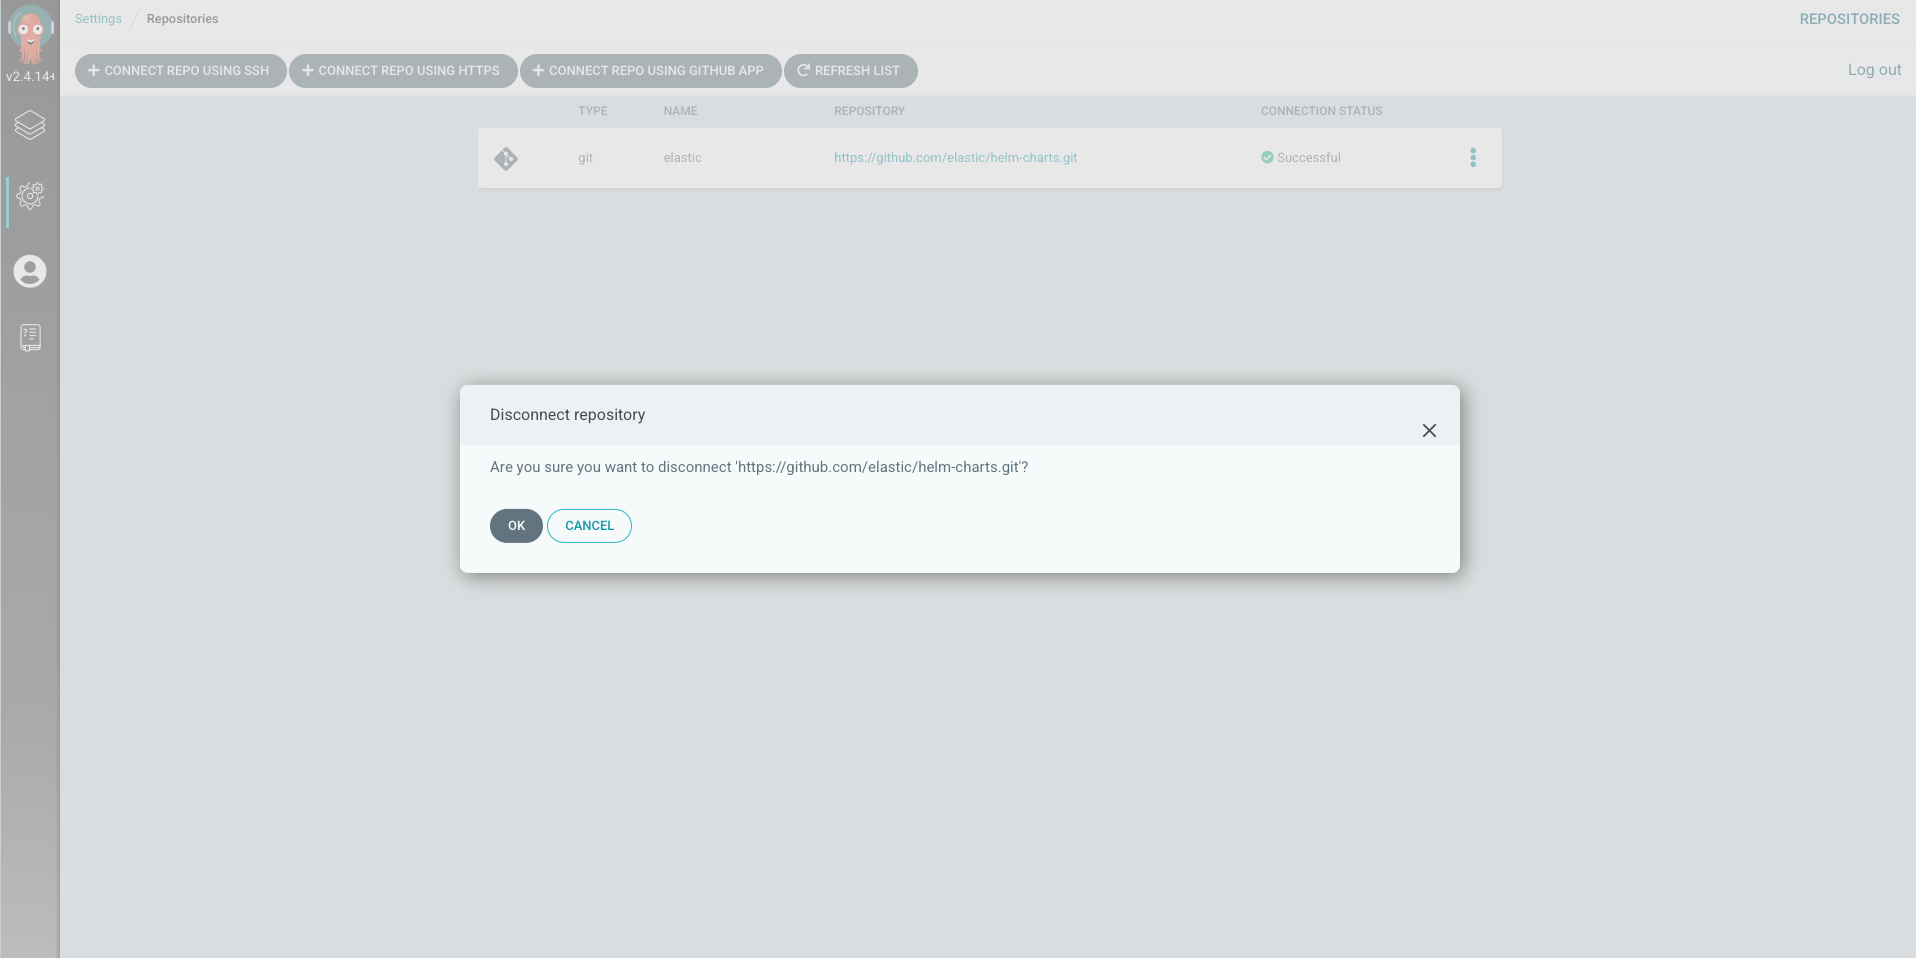 Settings / Repositories
REPOSITORIES
v2.4.14+
CONNECT REPO USING SSH
CONNECT REPO USING HTTPS
CONNECT REPO USING GITHUB APP
REFRESH LIST
Log out
TYPE NAME REPOSITORY CONNECTION STATUS
git elastic https://github.com/elastic/helm-charts.git Successful
Disconnect repository
Are you sure you want to disconnect 'https://github.com/elastic/helm-charts.git'?
OK
CANCEL